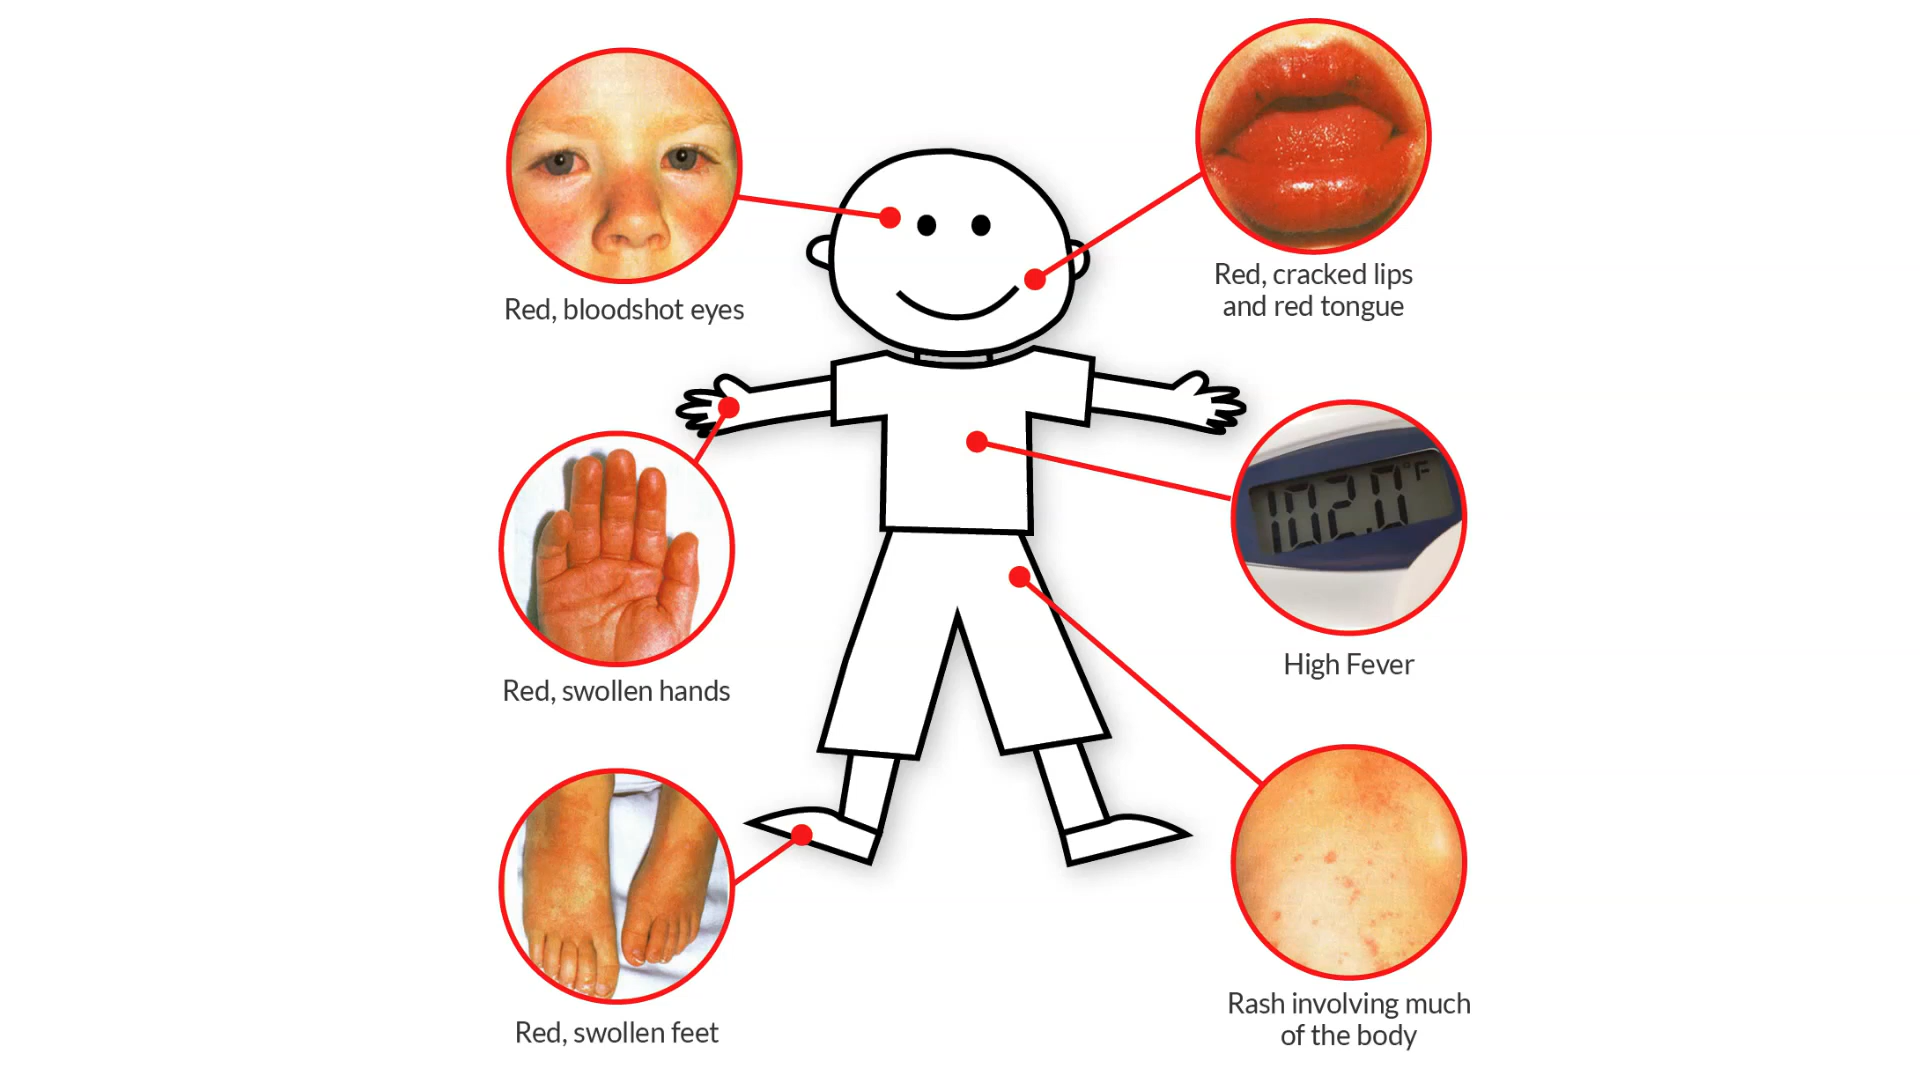 Red, bloodshot eyes
Red, cracked lips
and red tongue
102.0°F
High Fever
Red, swollen hands
Red, swollen feet
Rash involving much
of the body